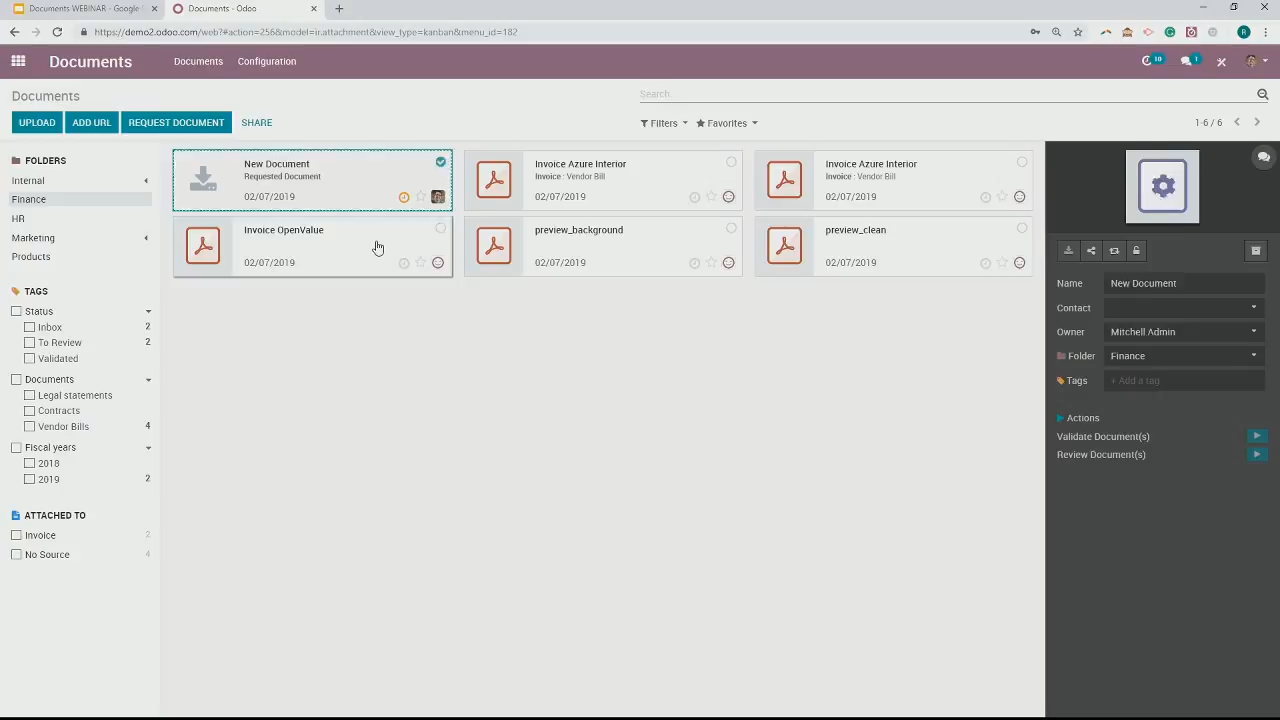 Documents WEBINAR - Google
Documents - Odoo
https://demo2.odoo.com/web?#action=256&model=ir.attachment&view_type=kanban&menu_id=182
R
Documents
Documents
Configuration
10
1
Documents
Search...
UPLOAD
ADD URL
REQUEST DOCUMENT
SHARE
Filters
Favorites
1-6 / 6
FOLDERS
Internal
Finance
HR
Marketing
Products
TAGS
Status
Inbox 2
To Review 2
Validated
Documents
Legal statements
Contracts
Vendor Bills 4
Fiscal years
2018
2019 2
ATTACHED TO
Invoice 2
No Source 4
New Document
Requested Document
02/07/2019
Invoice Azure Interior
Invoice : Vendor Bill
02/07/2019
Invoice Azure Interior
Invoice : Vendor Bill
02/07/2019
Invoice OpenValue
02/07/2019
preview_background
02/07/2019
preview_clean
02/07/2019
Name New Document
Contact
Owner Mitchell Admin
Folder Finance
Tags + Add a tag
Actions
Validate Document(s)
Review Document(s)